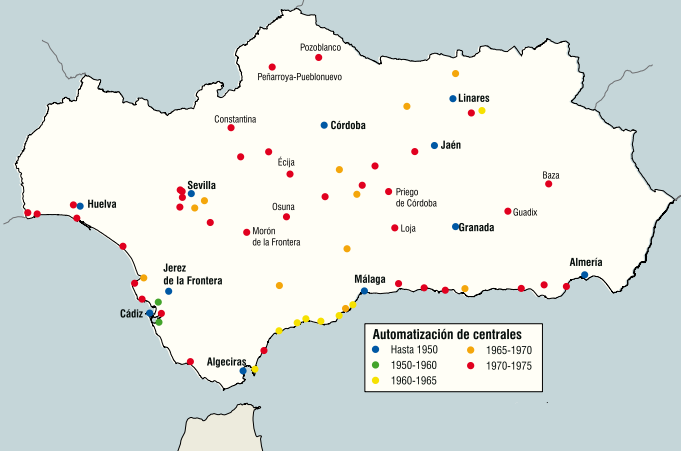 Pozoblanco
Peñarroya-Pueblonuevo
Linares
Constantina
Córdoba
Jaén
Écija
Baza
Sevilla
Priego
de Córdoba
Huelva
Osuna
Guadix
Morón
de la Frontera
Loja
Granada
Jerez
de la Frontera
Almería
Málaga
Cádiz
Algeciras
Automatización de centrales
Hasta 1950
1950-1960
1960-1965
1965-1970
1970-1975